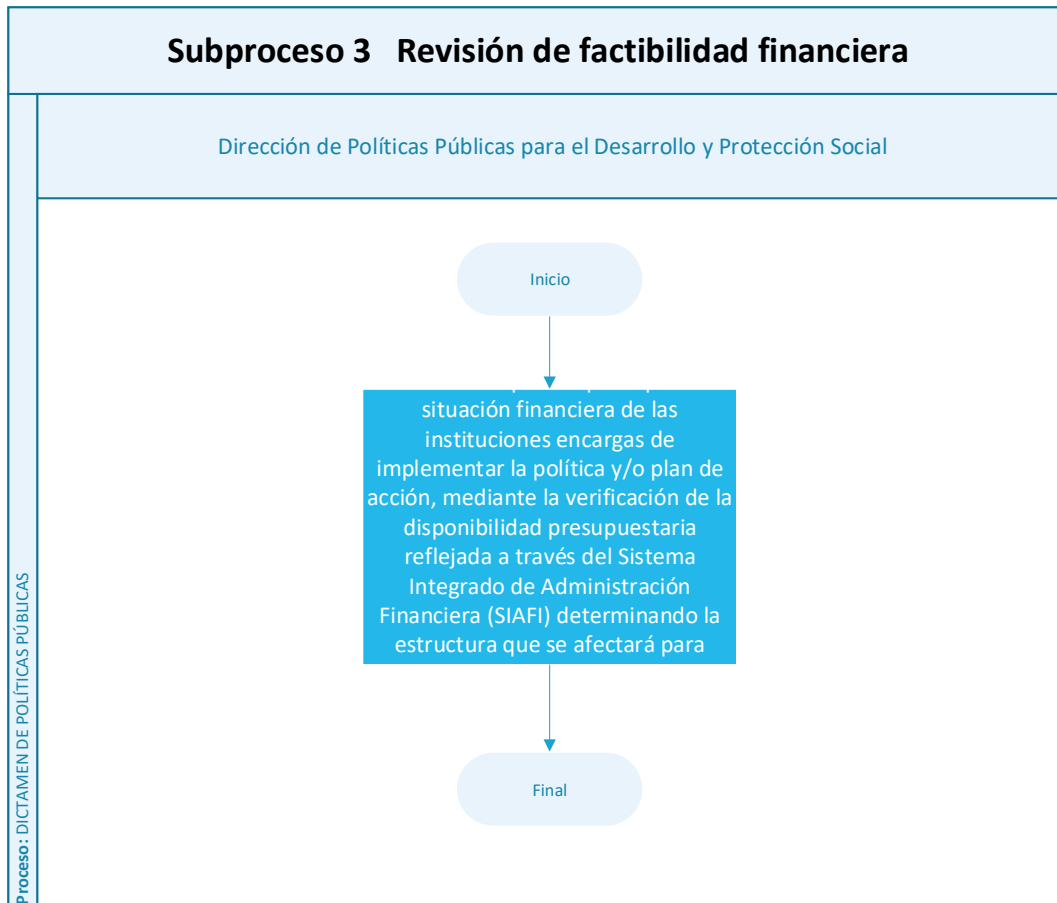 Subproceso 3 Revisión de factibilidad financiera
Dirección de Políticas Públicas para el Desarrollo y Protección Social
Proceso: DICTAMEN DE POLÍTICAS PÚBLICAS
Inicio
situación financiera de las
instituciones encargas de
implementar la política y/o plan de
acción, mediante la verificación de la
disponibilidad presupuestaria
reflejada a través del Sistema
Integrado de Administración
Financiera (SIAFI) determinando la
estructura que se afectará para
Final